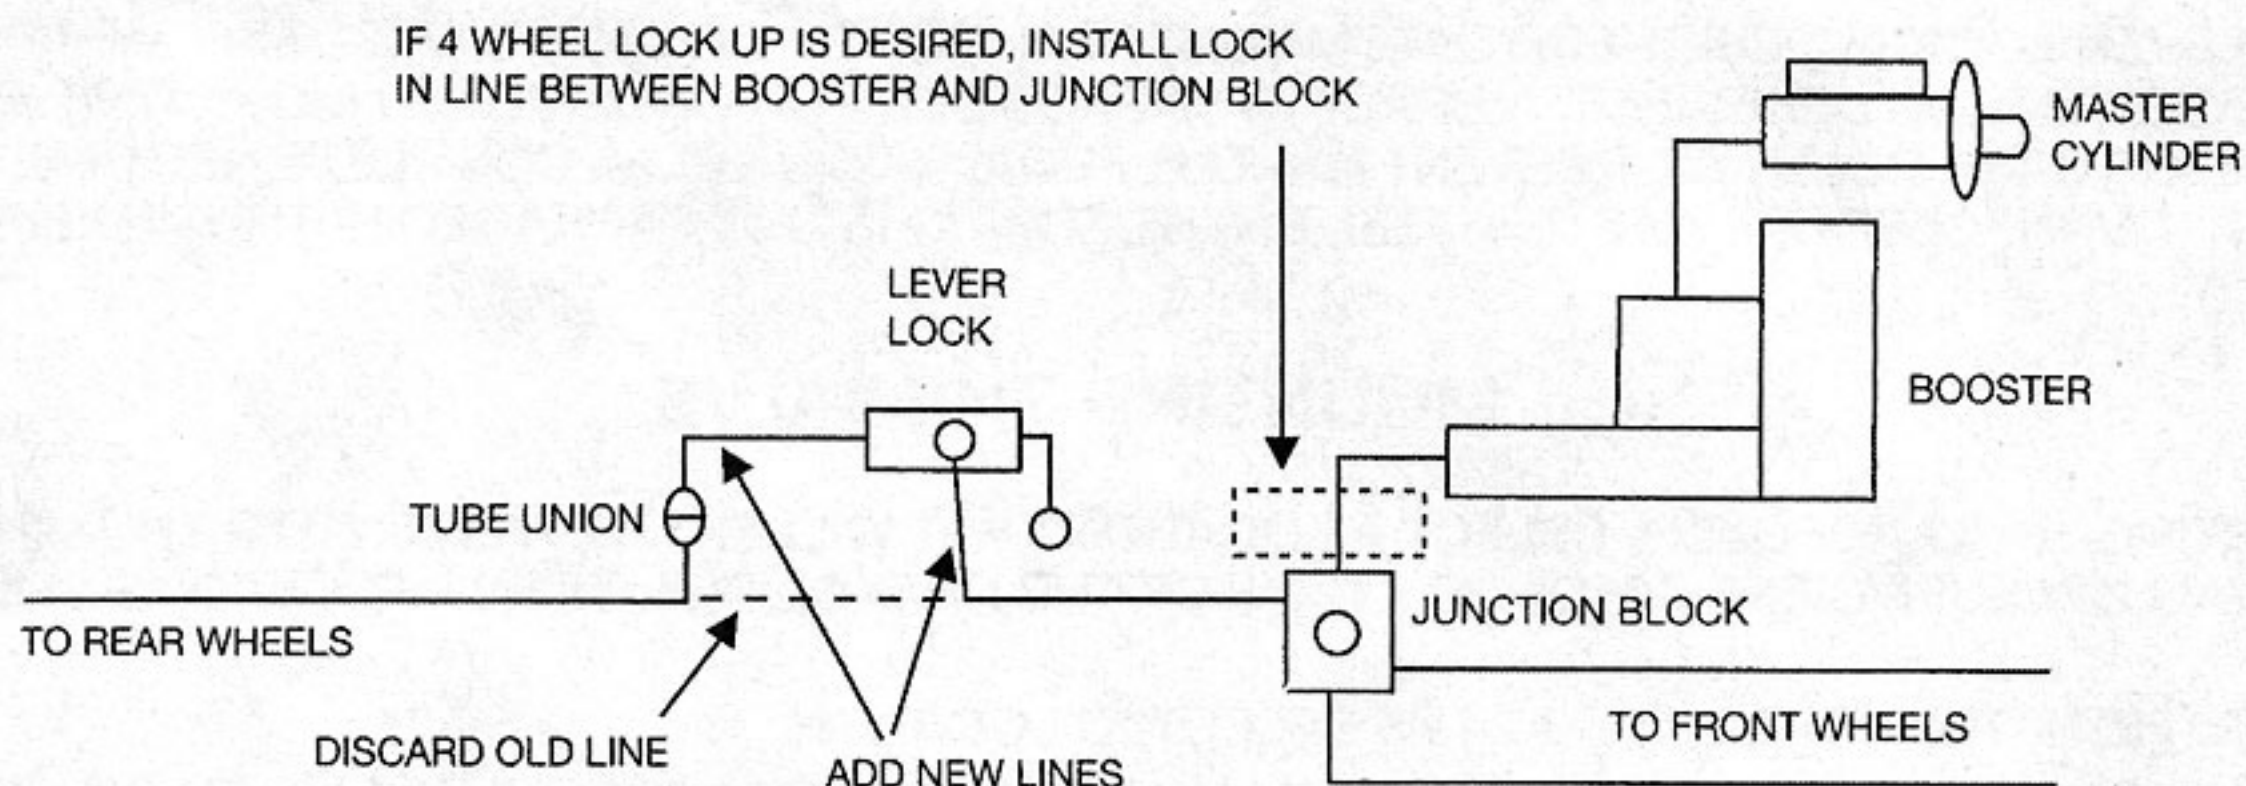 IF 4 WHEEL LOCK UP IS DESIRED, INSTALL LOCK
IN LINE BETWEEN BOOSTER AND JUNCTION BLOCK
MASTER
CYLINDER
LEVER
LOCK
BOOSTER
TUBE UNION
JUNCTION BLOCK
TO REAR WHEELS
TO FRONT WHEELS
DISCARD OLD LINE
ADD NEW LINES